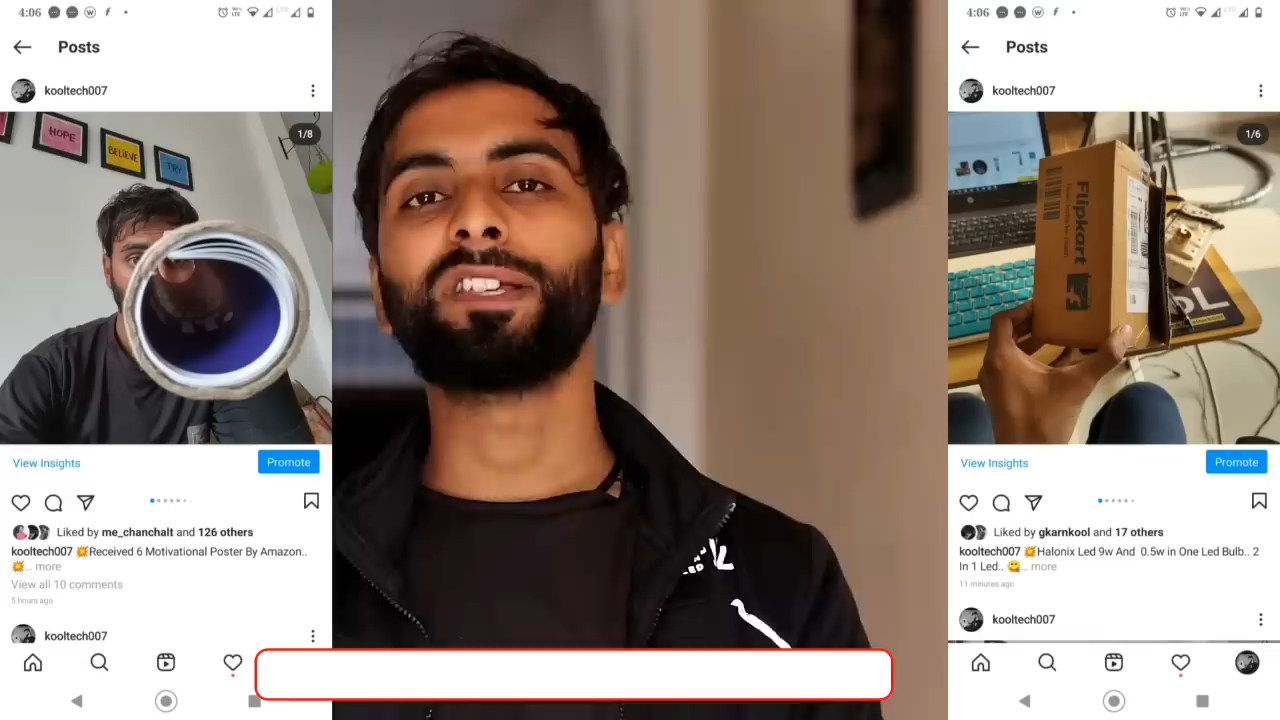 4:06
Posts
kooltech007
HOPE
BELIEVE
TRY
1/8
View Insights
Promote
Liked by me_chanchalt and 126 others
kooltech007 💥Received 6 Motivational Poster By Amazon..
💥... more
View all 10 comments
5 hours ago
kooltech007
4:06
Posts
kooltech007
1/6
Flipkart
View Insights
Promote
Liked by gkarnkool and 17 others
kooltech007 💥Halonix Led 9w And 0.5w in One Led Bulb.. 2
In 1 Led.. 😋... more
11 minutes ago
kooltech007